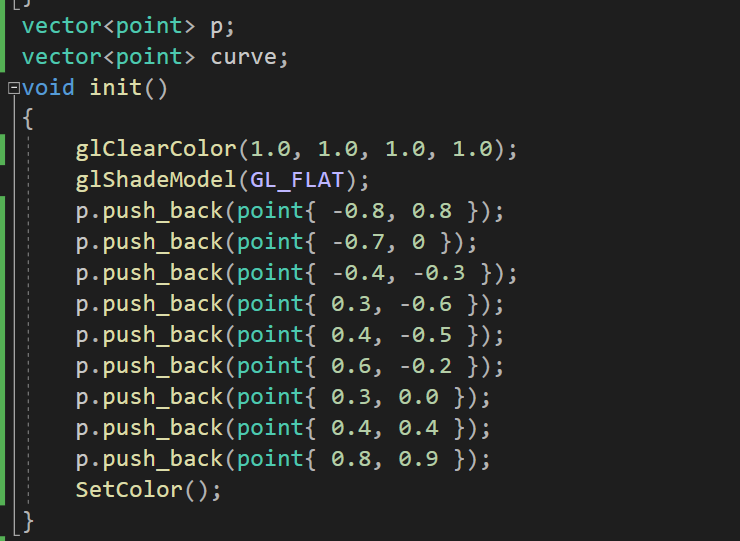 vector<point> p;
vector<point> curve;
void init()
{
glClearColor(1.0, 1.0, 1.0, 1.0);
glShadeModel(GL_FLAT);
p.push_back(point{ -0.8, 0.8 });
p.push_back(point{ -0.7, 0 });
p.push_back(point{ -0.4, -0.3 });
p.push_back(point{ 0.3, -0.6 });
p.push_back(point{ 0.4, -0.5 });
p.push_back(point{ 0.6, -0.2 });
p.push_back(point{ 0.3, 0.0 });
p.push_back(point{ 0.4, 0.4 });
p.push_back(point{ 0.8, 0.9 });
SetColor();
}